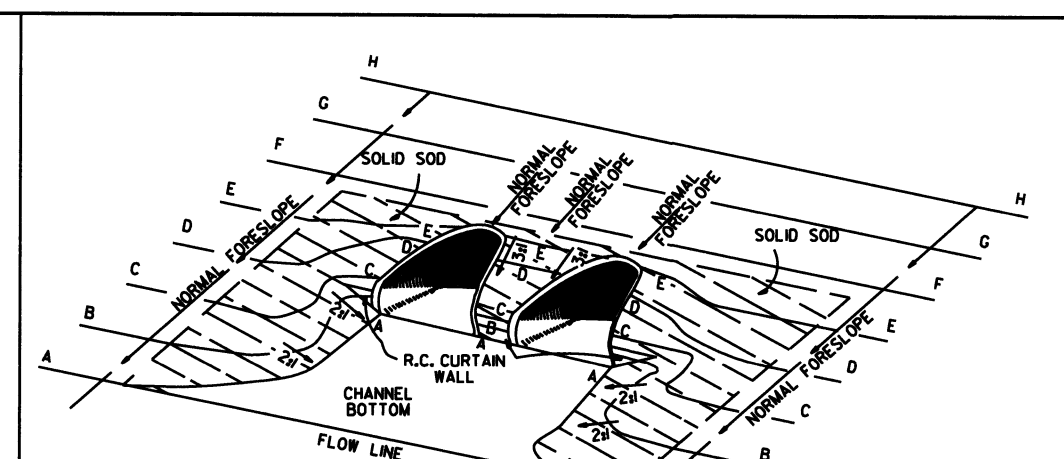 H
G
F
SOLID SOD
E
NORMAL
FORESLOPE
NORMAL
FORESLOPE
NORMAL
FORESLOPE
H
D
NORMAL FORESLOPE
SOLID SOD
G
C
E
D
3:1
E
D
3:1
E
F
B
C
2:1
A
C
B
A
D
C
E
A
2:1
R.C. CURTAIN
WALL
A
NORMAL FORESLOPE
D
CHANNEL
BOTTOM
2:1
C
FLOW LINE
2:1
B